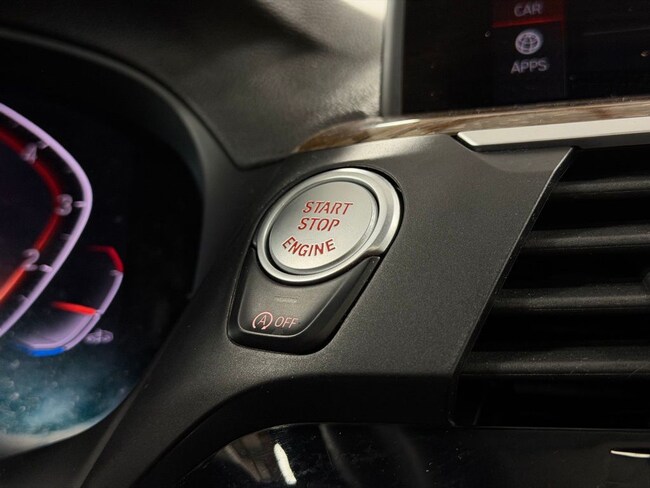 CAR
APPS
START
STOP
ENGINE
A OFF
4
3
2